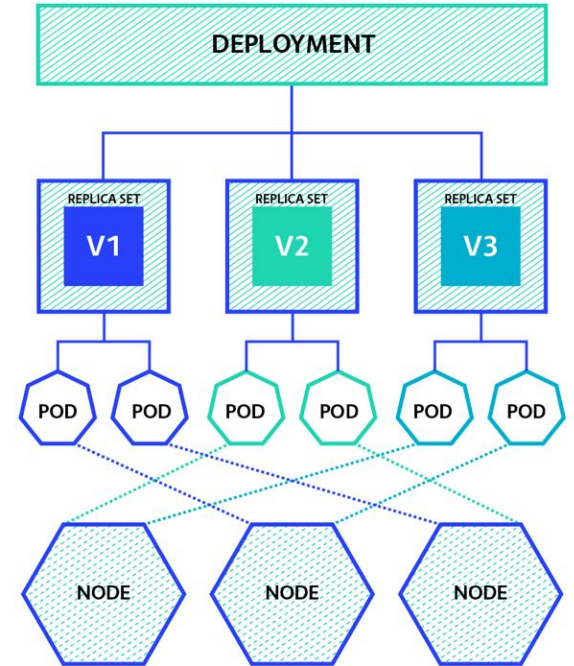 DEPLOYMENT
REPLICA SET
V1
REPLICA SET
V2
REPLICA SET
V3
POD
POD
POD
POD
POD
POD
NODE
NODE
NODE